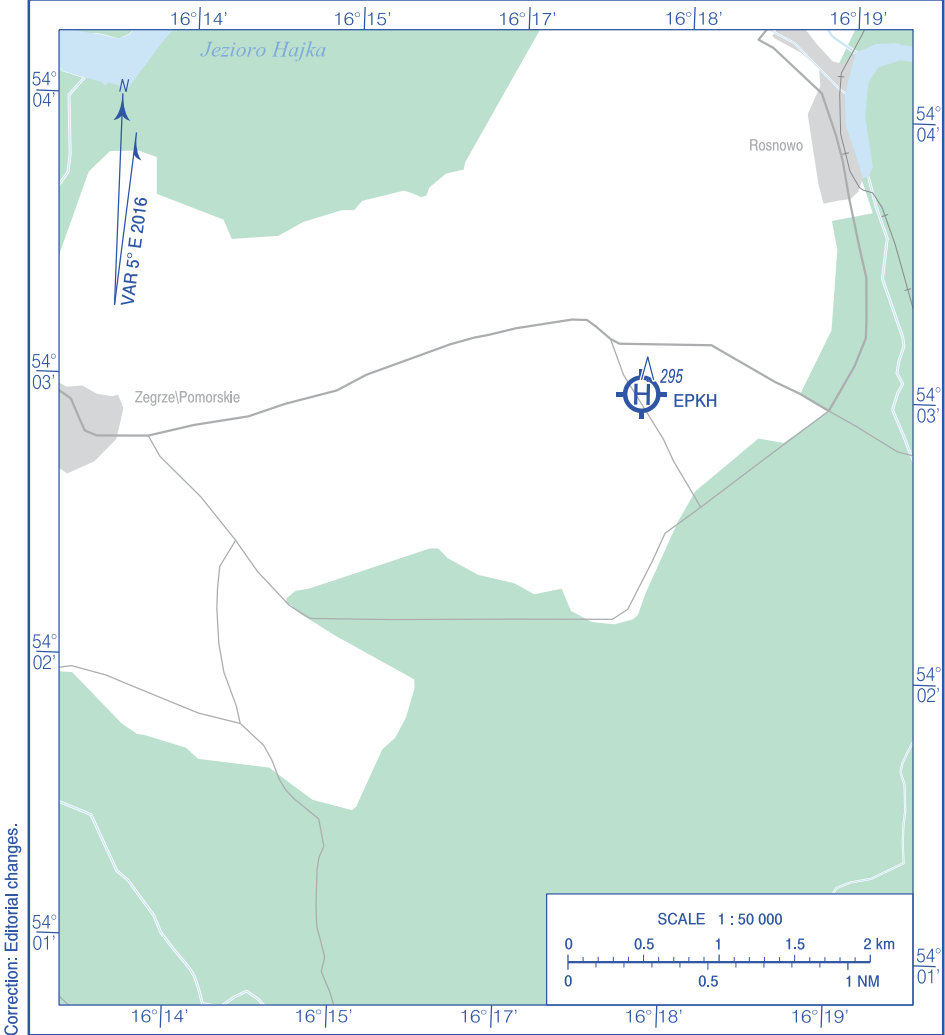 16°14' 16°15' 16°17' 16°18' 16°19'
Jezioro Hajka
54°
04'
N
54°
04'
Rosnowo
VAR 5° E 2016
54°
03'
295
H
EPKH
Zegrze\Pomorskie
54°
03'
54°
02'
54°
02'
Correction: Editorial changes.
54°
01'
SCALE 1 : 50 000
0 0.5 1 1.5 2 km
0 0.5 1 NM
54°
01'
16°14' 16°15' 16°17' 16°18' 16°19'